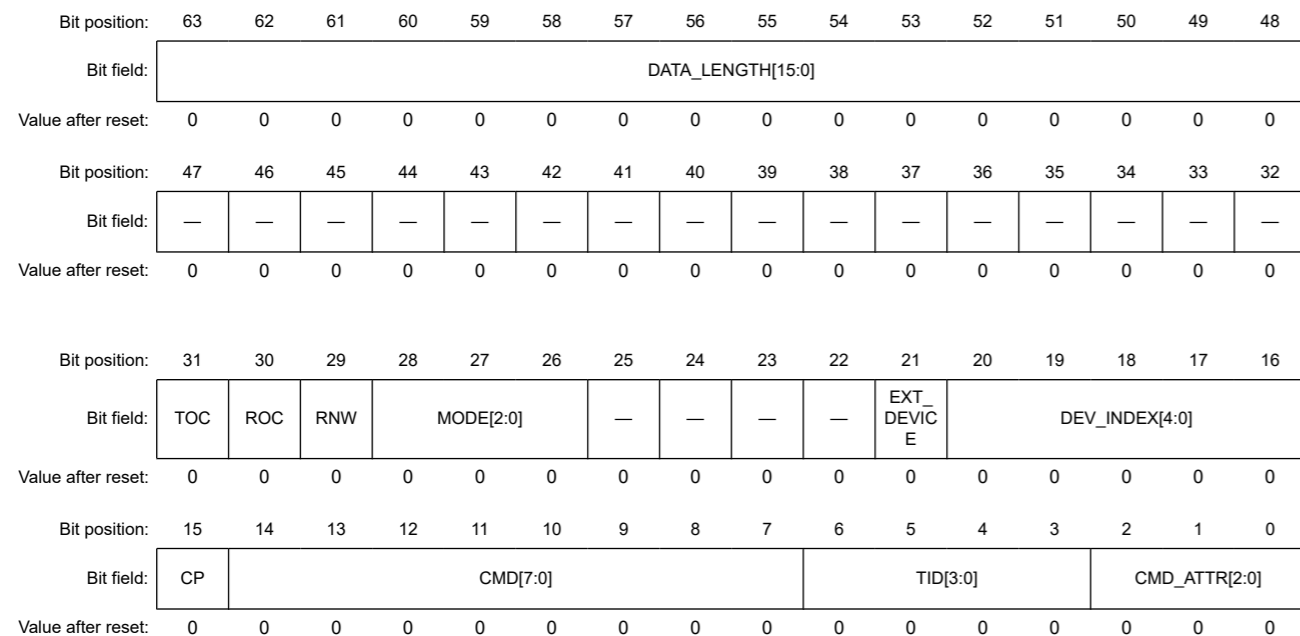 Bit position: 63 62 61 60 59 58 57 56 55 54 53 52 51 50 49 48
Bit field: DATA_LENGTH[15:0]
Value after reset: 0 0 0 0 0 0 0 0 0 0 0 0 0 0 0 0
Bit position: 47 46 45 44 43 42 41 40 39 38 37 36 35 34 33 32
Bit field: — — — — — — — — — — — — — — — —
Value after reset: 0 0 0 0 0 0 0 0 0 0 0 0 0 0 0 0
Bit position: 31 30 29 28 27 26 25 24 23 22 21 20 19 18 17 16
Bit field: TOC ROC RNW MODE[2:0] — — — — EXT_
DEVIC
E DEV_INDEX[4:0]
Value after reset: 0 0 0 0 0 0 0 0 0 0 0 0 0 0 0 0
Bit position: 15 14 13 12 11 10 9 8 7 6 5 4 3 2 1 0
Bit field: CP CMD[7:0] TID[3:0] CMD_ATTR[2:0]
Value after reset: 0 0 0 0 0 0 0 0 0 0 0 0 0 0 0 0